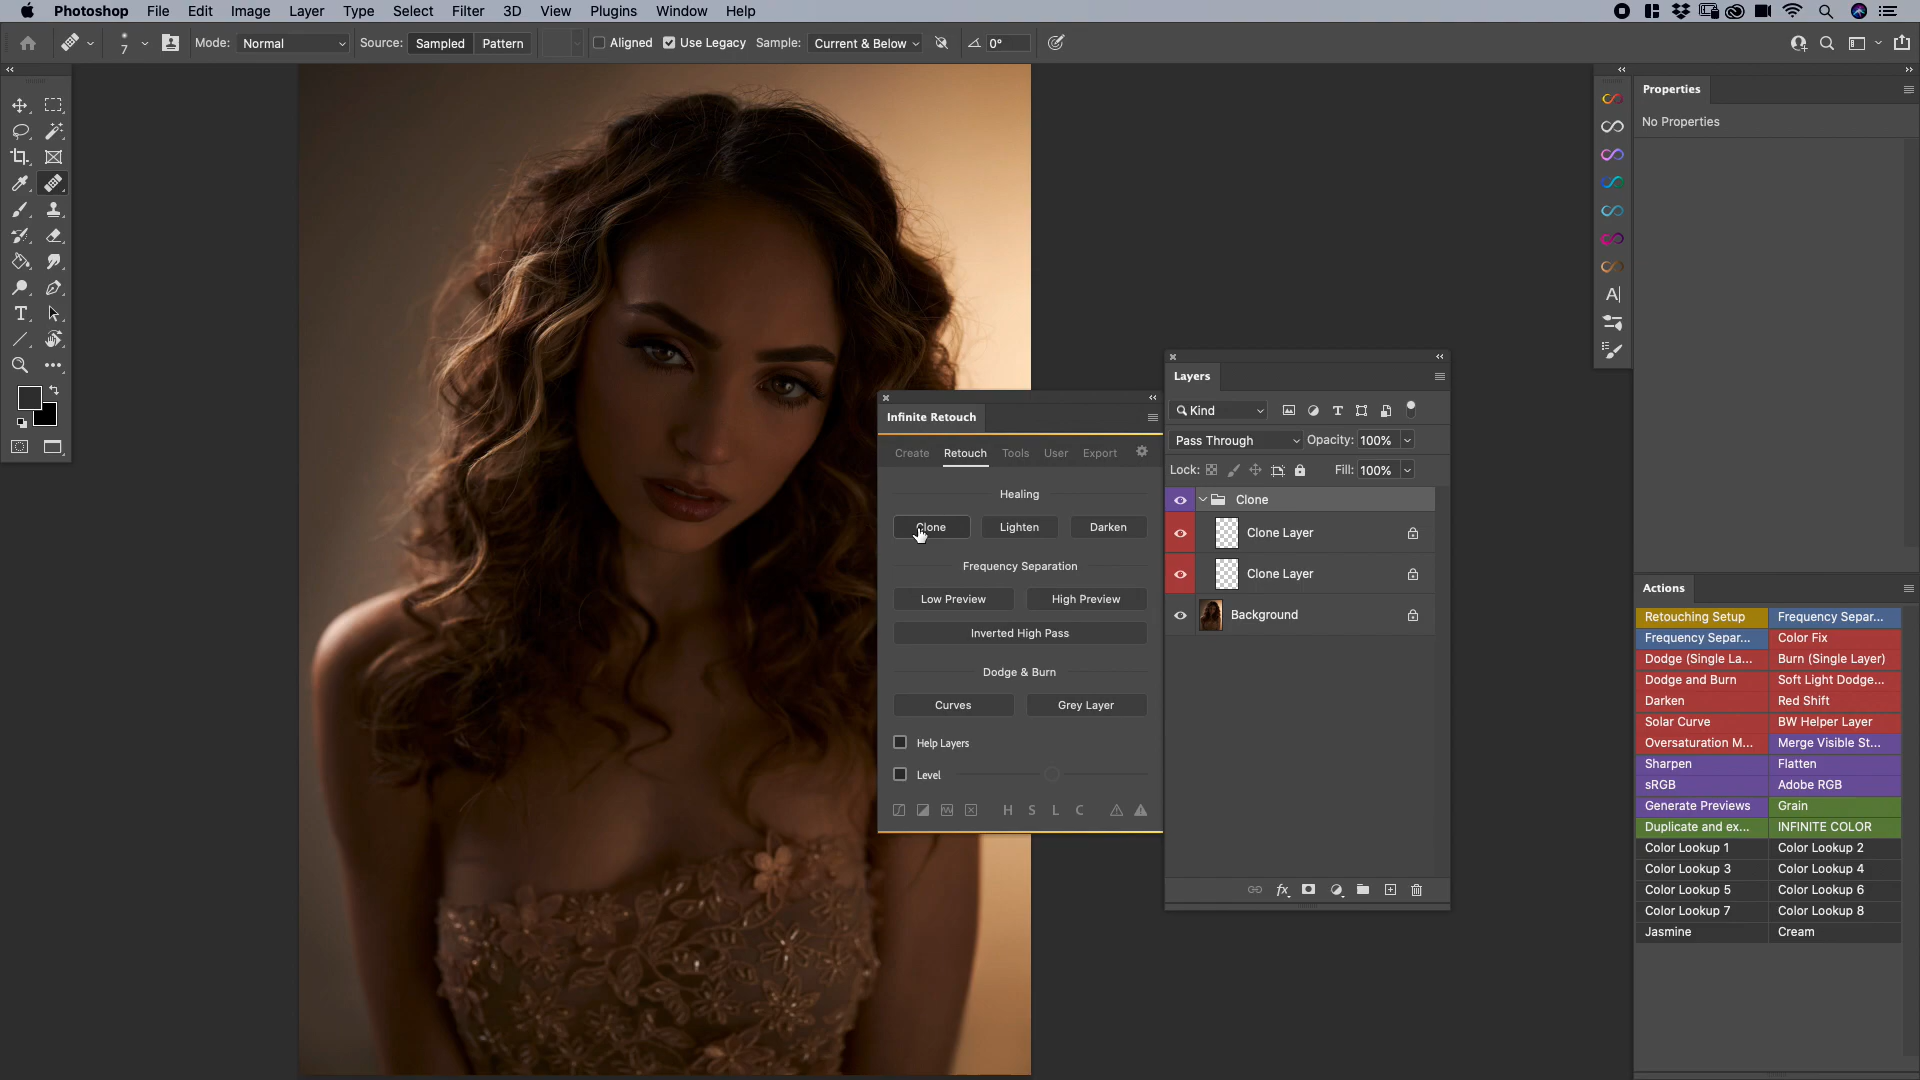 Photoshop File Edit Image Layer Type Select Filter 3D View Plugins Window Help
7 Mode: Normal Source: Sampled Pattern Aligned Use Legacy Sample: Current & Below 0°
Properties
No Properties
Layers
Kind
Pass Through Opacity: 100%
Lock: Fill: 100%
Clone
Clone Layer
Clone Layer
Background
Infinite Retouch
Create Retouch Tools User Export
Healing
Clone Lighten Darken
Frequency Separation
Low Preview High Preview
Inverted High Pass
Dodge & Burn
Curves Grey Layer
Help Layers
Level
H S L C
Actions
Retouching Setup Frequency Separ...
Frequency Separ... Color Fix
Dodge (Single La... Burn (Single Layer)
Dodge and Burn Soft Light Dodge...
Darken Red Shift
Solar Curve BW Helper Layer
Oversaturation M... Merge Visible St...
Sharpen Flatten
sRGB Adobe RGB
Generate Previews Grain
Duplicate and ex... INFINITE COLOR
Color Lookup 1 Color Lookup 2
Color Lookup 3 Color Lookup 4
Color Lookup 5 Color Lookup 6
Color Lookup 7 Color Lookup 8
Jasmine Cream